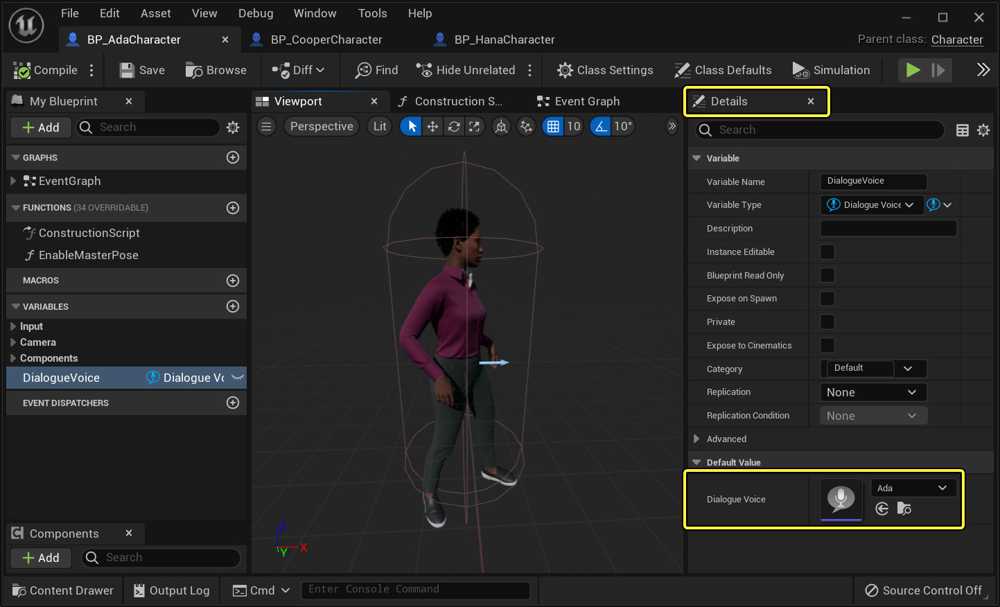 File Edit Asset View Debug Window Tools Help
BP_AdaCharacter BP_CooperCharacter BP_HanaCharacter Parent class: Character
Compile Save Browse Diff Find Hide Unrelated Class Settings Class Defaults Simulation
My Blueprint
Add Search
GRAPHS
EventGraph
FUNCTIONS (34 OVERRIDABLE)
ConstructionScript
EnableMasterPose
MACROS
VARIABLES
Input
Camera
Components
DialogueVoice Dialogue Vc
EVENT DISPATCHERS
Components
Add Search
Viewport Construction S... Event Graph
Perspective Lit 10 10°
Z
X
Y
Details
Search
Variable
Variable Name DialogueVoice
Variable Type Dialogue Voice
Description
Instance Editable
Blueprint Read Only
Expose on Spawn
Private
Expose to Cinematics
Category Default
Replication None
Replication Condition None
Advanced
Default Value
Dialogue Voice Ada
Content Drawer Output Log Cmd Enter Console Command Source Control Off